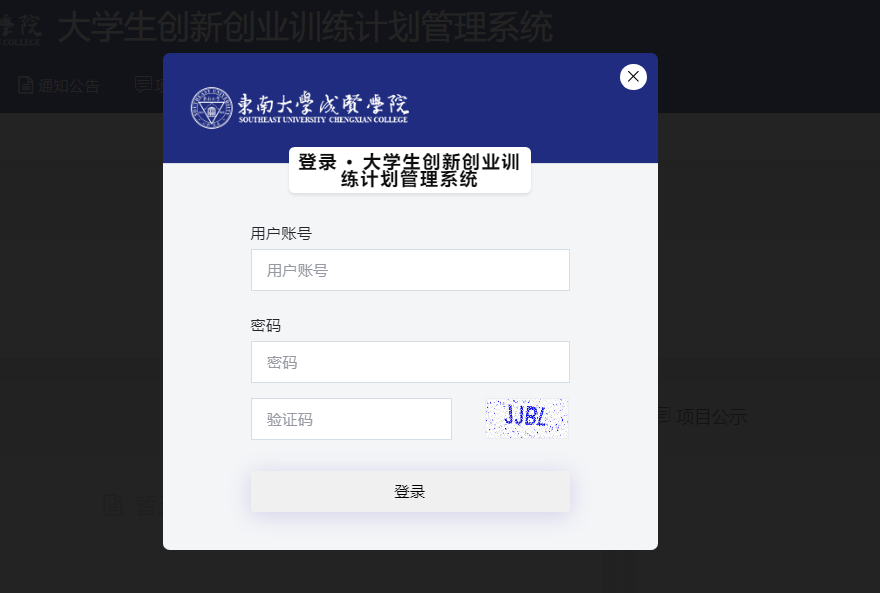 學院
COLLEGE
大学生创新创业训练计划管理系统
通知公告
東南大學成賢學院
SOUTHEAST UNIVERSITY CHENGXIAN COLLEGE
登录 · 大学生创新创业训
练计划管理系统
用户账号
用户账号
密码
密码
验证码
JJBL
登录
项目公示